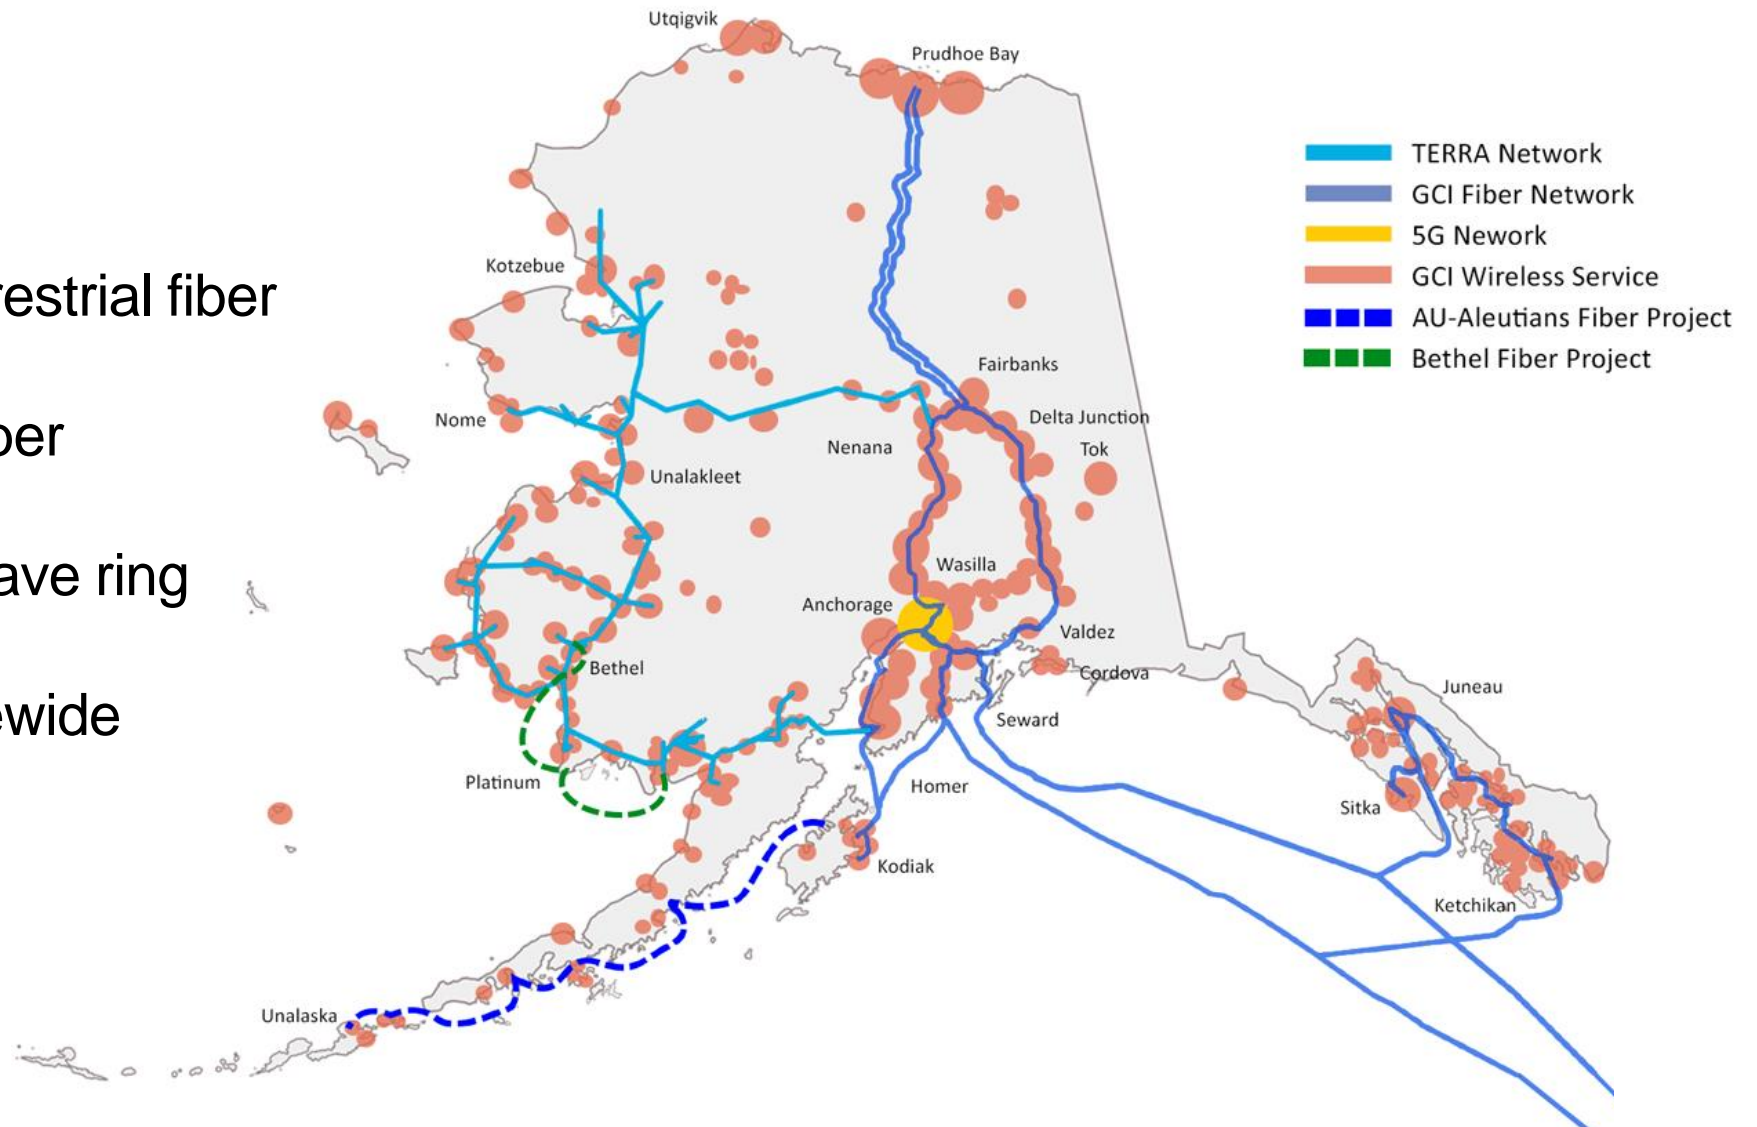 Utqigvik
Prudhoe Bay
TERRA Network
GCI Fiber Network
5G Nework
GCI Wireless Service
AU-Aleutians Fiber Project
Bethel Fiber Project
restrial fiber
ber
ave ring
ewide
Kotzebue
Fairbanks
Nome
Delta Junction
Nenana
Tok
Unalakleet
Wasilla
Anchorage
Valdez
Bethel
Cordova
Juneau
Seward
Platinum
Homer
Sitka
Kodiak
Ketchikan
Unalaska